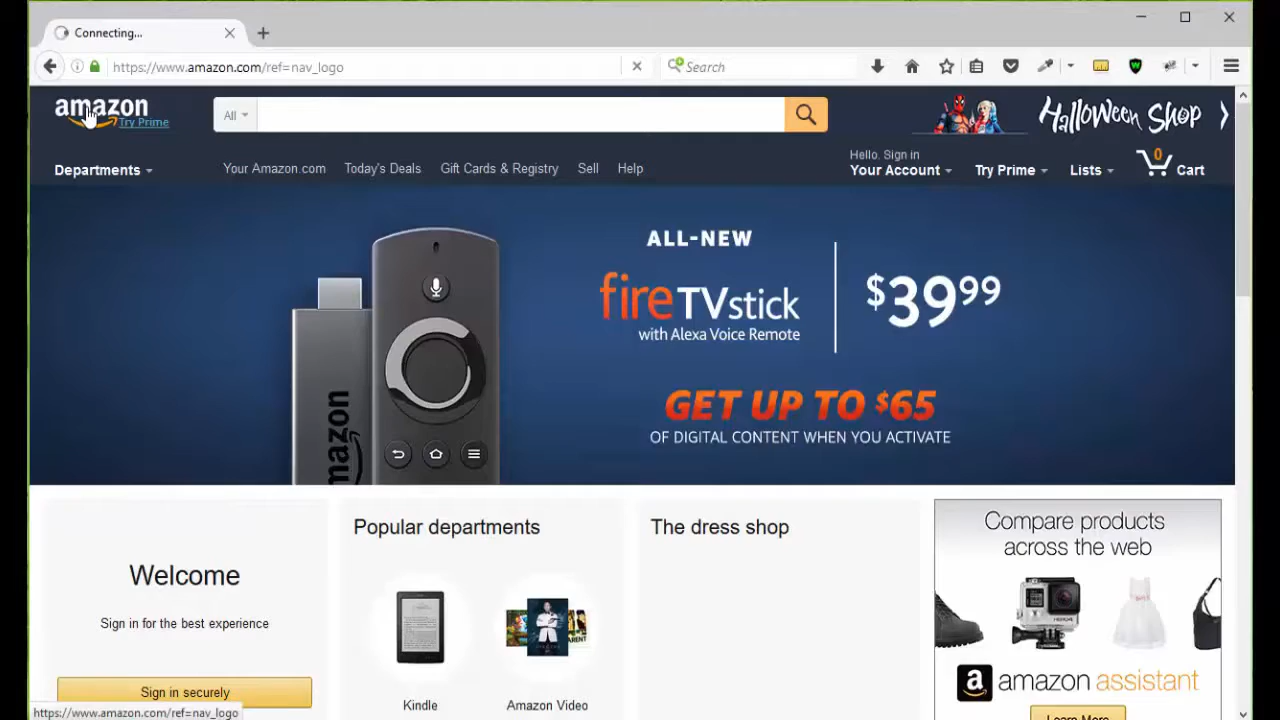 Connecting...
https://www.amazon.com/ref=nav_logo
Search
amazon
Try Prime
All
Halloween Shop
Departments
Your Amazon.com
Today's Deals
Gift Cards & Registry
Sell
Help
Hello. Sign in
Your Account
Try Prime
Lists
0
Cart
ALL-NEW
fireTVstick
with Alexa Voice Remote
$39 99
GET UP TO $65
OF DIGITAL CONTENT WHEN YOU ACTIVATE
amazon
Welcome
Sign in for the best experience
Sign in securely
Popular departments
Kindle
Amazon Video
The dress shop
Compare products
across the web
a
amazon assistant
Learn More
https://www.amazon.com/ref=nav_logo